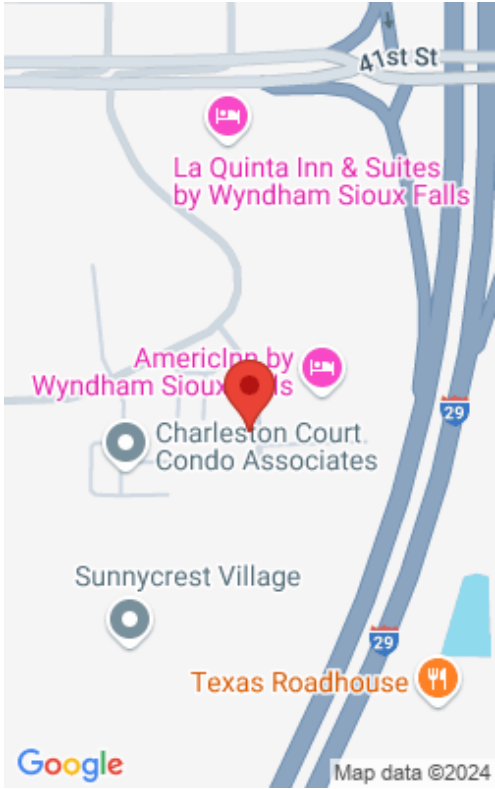 41st St
La Quinta Inn & Suites
by Wyndham Sioux Falls
AmericInn by
Wyndham Sioux Falls
29
Charleston Court
Condo Associates
Sunnycrest Village
29
Texas Roadhouse
Google
Map data ©2024